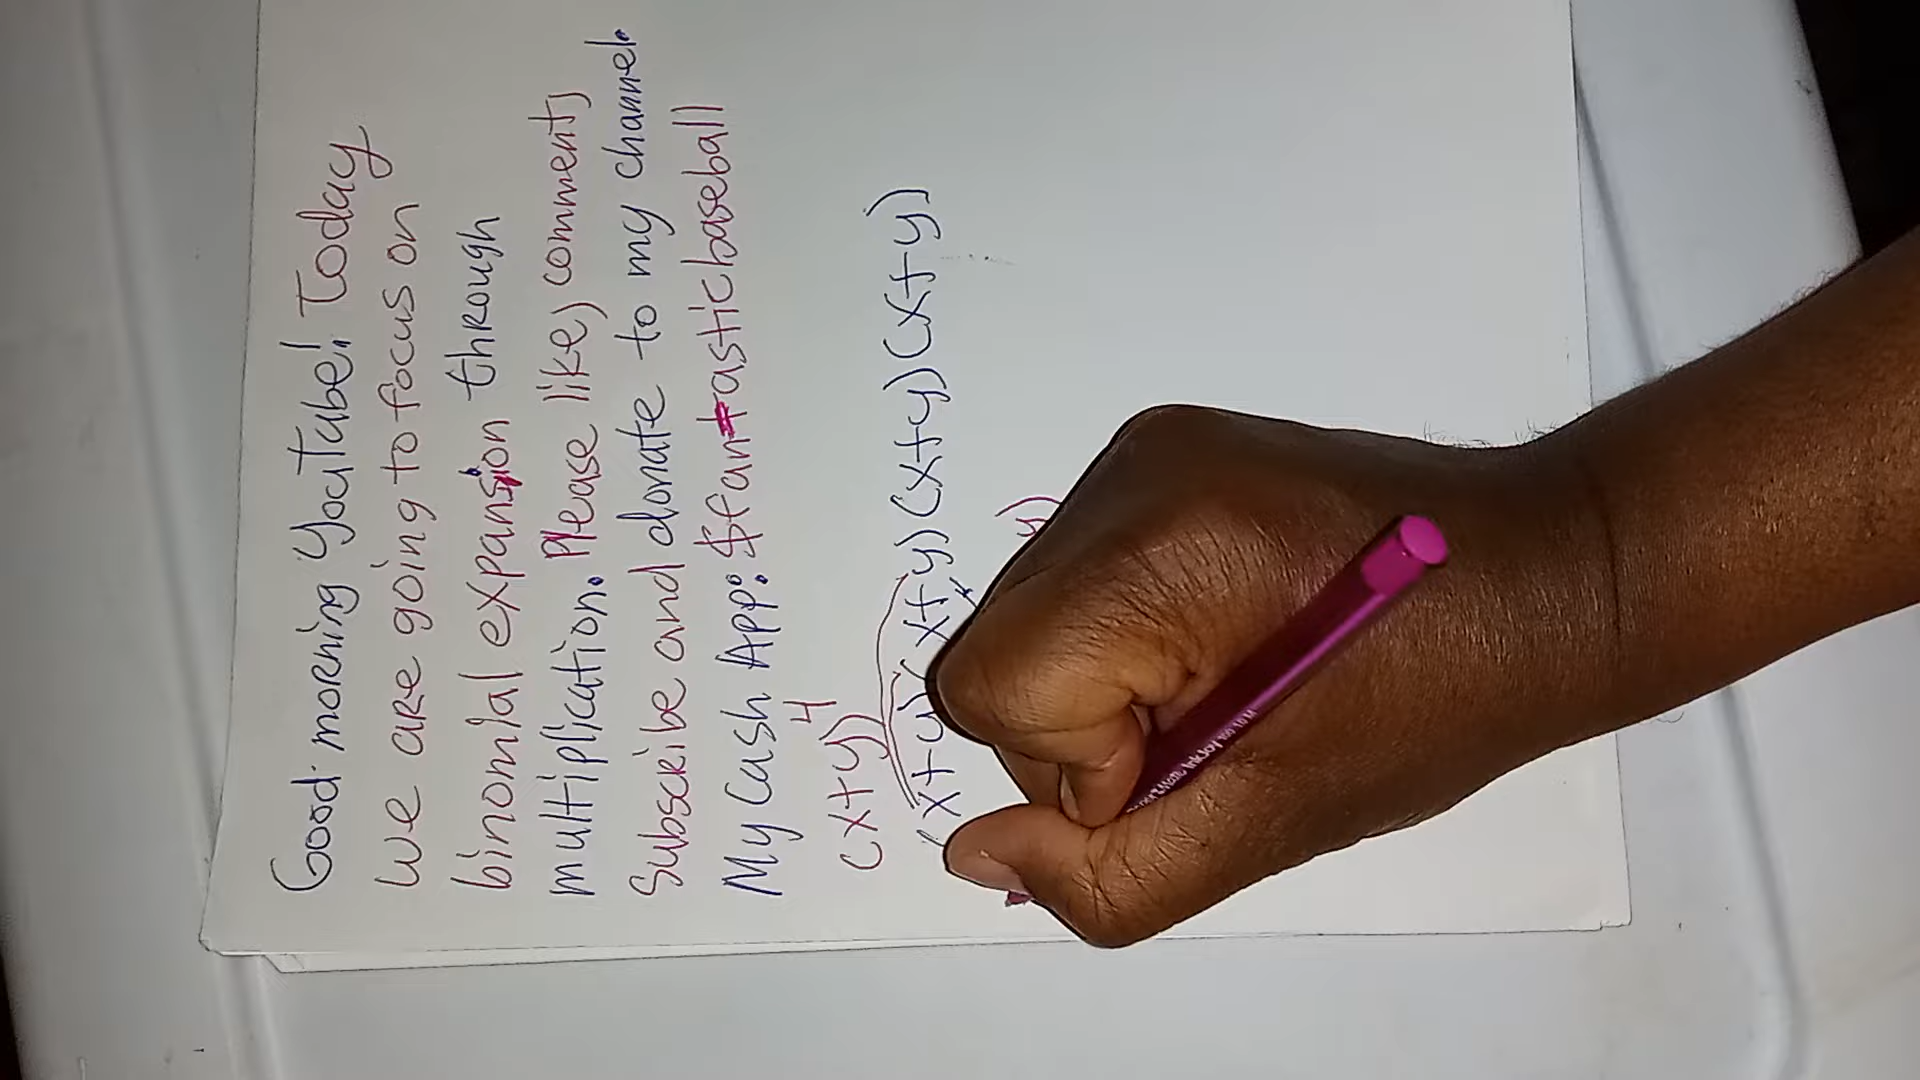 Good morning YouTube! Today
we are going to focus on
binomial expansion through
multiplication. Please like, comment,
Subscribe and donate to my channel.
My Cash App: $fantasticbaseball
(x+y)4
(x+y)(x+y)(x+y)(x+y)
y)